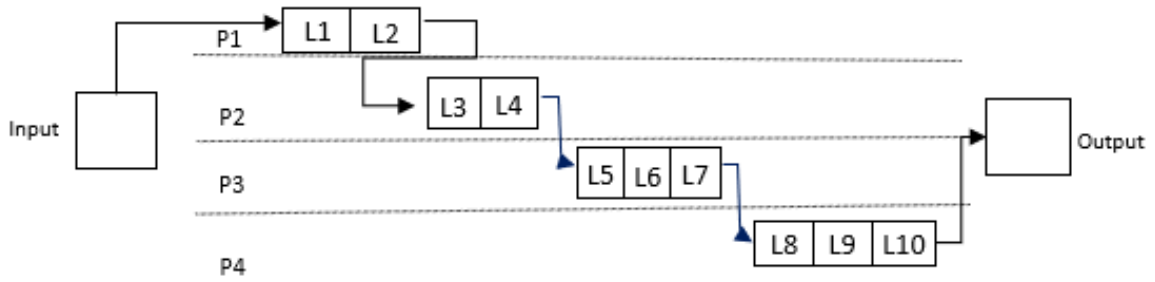 P1 L1 L2
Input P2 L3 L4 Output
P3 L5 L6 L7
P4 L8 L9 L10